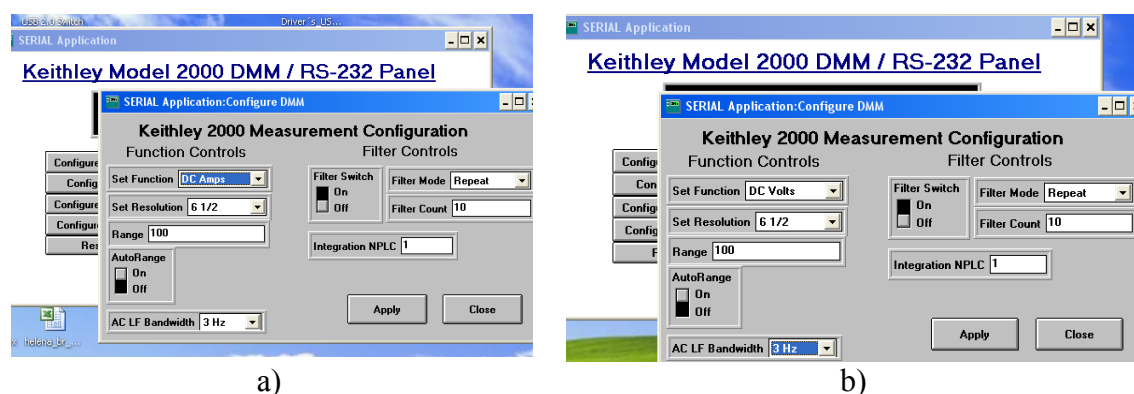 USB 2.0 Switch
Driver´s_US...
SERIAL Application
Keithley Model 2000 DMM / RS-232 Panel
SERIAL Application:Configure DMM
Keithley 2000 Measurement Configuration
Function Controls
Filter Controls
Set Function DC Amps
Set Resolution 6 1/2
Range 100
AutoRange
On
Off
AC LF Bandwidth 3 Hz
Filter Switch
On
Off
Filter Mode Repeat
Filter Count 10
Integration NPLC 1
Apply
Close
Configure
Config
Configure
Configure
Res
helena_br_...
a)
SERIAL Application
Keithley Model 2000 DMM / RS-232 Panel
SERIAL Application:Configure DMM
Keithley 2000 Measurement Configuration
Function Controls
Filter Controls
Set Function DC Volts
Set Resolution 6 1/2
Range 100
AutoRange
On
Off
AC LF Bandwidth 3 Hz
Filter Switch
On
Off
Filter Mode Repeat
Filter Count 10
Integration NPLC 1
Apply
Close
Config
Con
Config
Config
b)